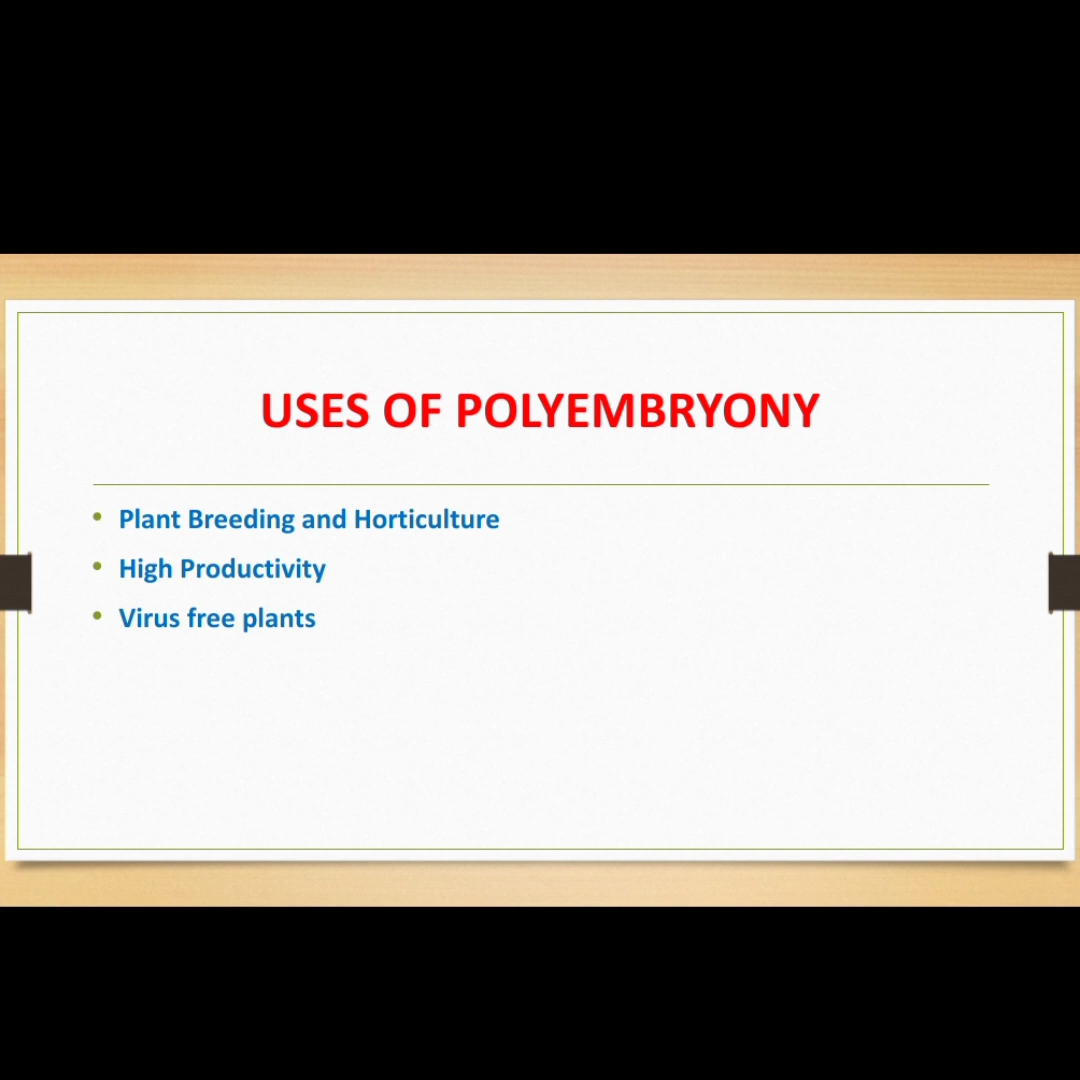 USES OF POLYEMBRYONY
• Plant Breeding and Horticulture
• High Productivity
• Virus free plants